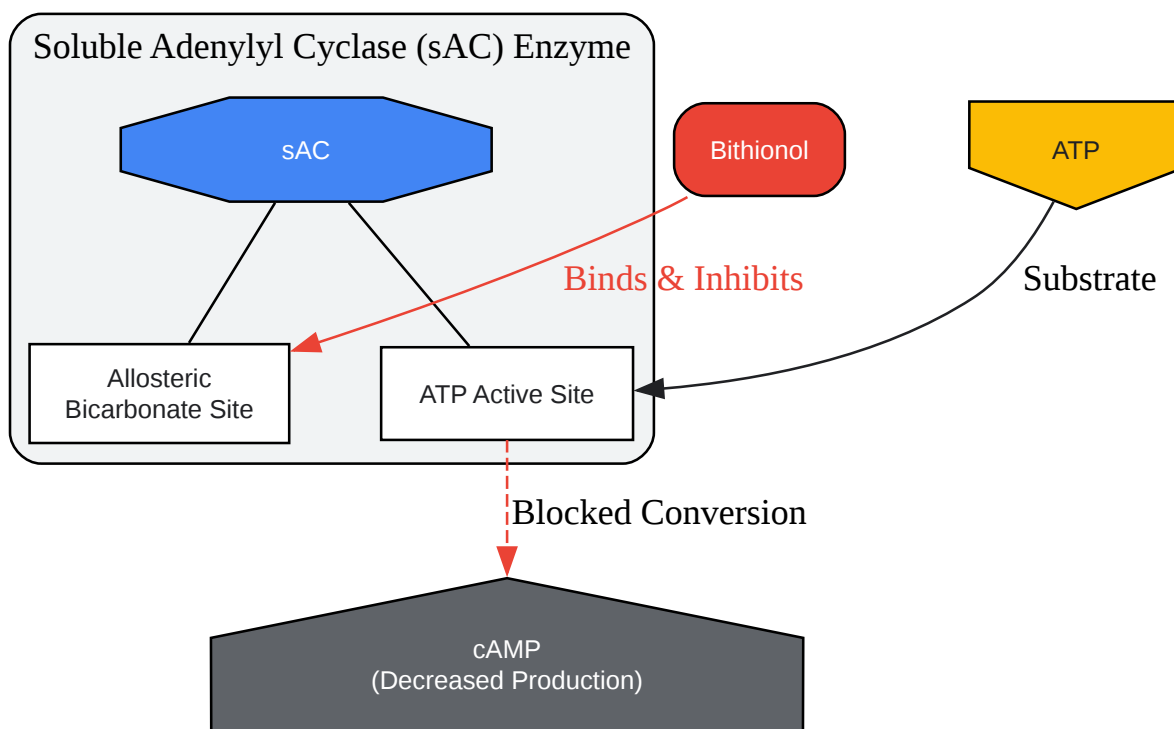 Soluble Adenylyl Cyclase (sAC) Enzyme
sAC
Bithionol
ATP
Binds & Inhibits
Substrate
Allosteric
Bicarbonate Site
ATP Active Site
Blocked Conversion
cAMP
(Decreased Production)